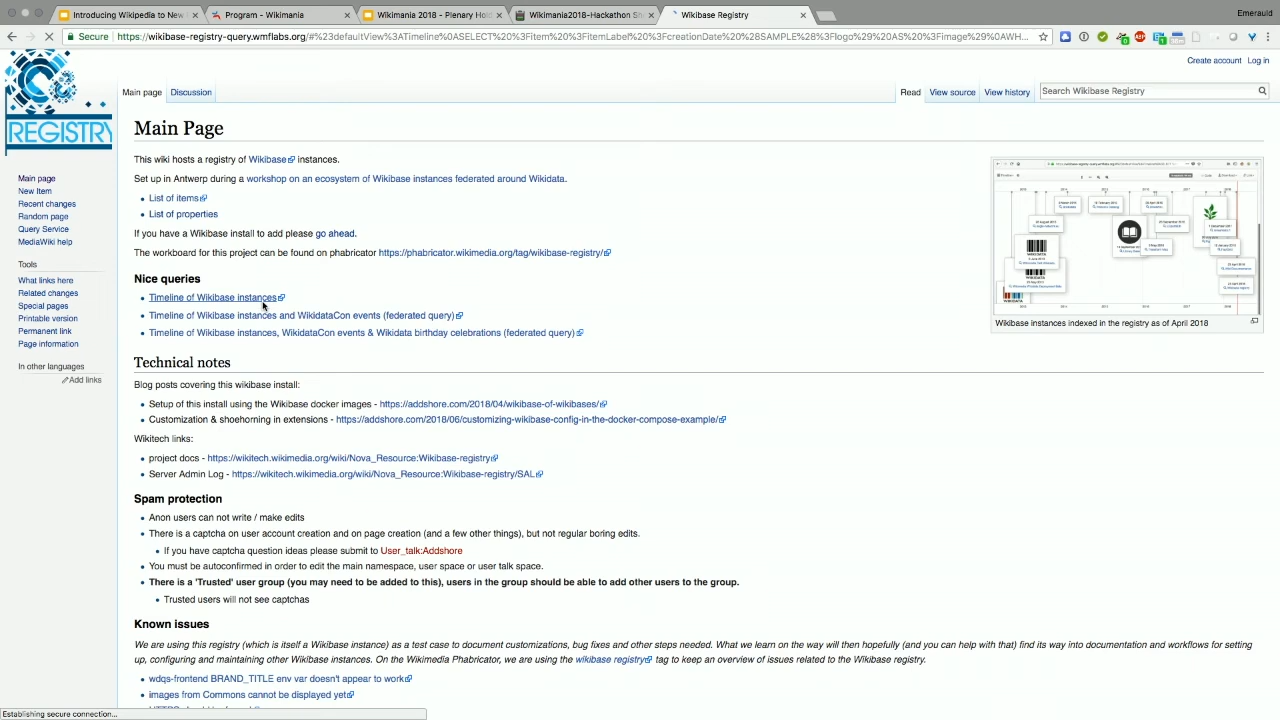 Introducing Wikipedia to New
Program - Wikimania
Wikimania 2018 - Plenary Hol
Wikimania2018-Hackathon Sh
Wikibase Registry
Emerauld
Secure
https://wikibase-registry-query.wmflabs.org/#%23defaultView%3ATimeline%0ASELECT%20%3Fitem%20%3FitemLabel%20%3FcreationDate%20%28SAMPLE%28%3Flogo%29%20AS%20%3Fimage%29%0AWH...
Create account Log in
REGISTRY
Main page Discussion
Read View source View history
Search Wikibase Registry
Main Page
This wiki hosts a registry of Wikibase instances.
Set up in Antwerp during a workshop on an ecosystem of Wikibase instances federated around Wikidata.
• List of items
• List of properties
If you have a Wikibase install to add please go ahead.
The workboard for this project can be found on phabricator https://phabricator.wikimedia.org/tag/wikibase-registry/
Nice queries
• Timeline of Wikibase instances
• Timeline of Wikibase instances and WikidataCon events (federated query)
• Timeline of Wikibase instances, WikidataCon events & Wikidata birthday celebrations (federated query)
Wikibase instances indexed in the registry as of April 2018
Main page
New Item
Recent changes
Random page
Query Service
MediaWiki help
Tools
What links here
Related changes
Special pages
Printable version
Permanent link
Page information
In other languages
Add links
Technical notes
Blog posts covering this wikibase install:
• Setup of this install using the Wikibase docker images - https://addshore.com/2018/04/wikibase-of-wikibases/
• Customization & shoehorning in extensions - https://addshore.com/2018/06/customizing-wikibase-config-in-the-docker-compose-example/
Wikitech links:
• project docs - https://wikitech.wikimedia.org/wiki/Nova_Resource:Wikibase-registry
• Server Admin Log - https://wikitech.wikimedia.org/wiki/Nova_Resource:Wikibase-registry/SAL
Spam protection
• Anon users can not write / make edits
• There is a captcha on user account creation and on page creation (and a few other things), but not regular boring edits.
• If you have captcha question ideas please submit to User_talk:Addshore
• You must be autoconfirmed in order to edit the main namespace, user space or user talk space.
• There is a 'Trusted' user group (you may need to be added to this), users in the group should be able to add other users to the group.
• Trusted users will not see captchas
Known issues
We are using this registry (which is itself a Wikibase instance) as a test case to document customizations, bug fixes and other steps needed. What we learn on the way will then hopefully (and you can help with that) find its way into documentation and workflows for setting
up, configuring and maintaining other Wikibase instances. On the Wikimedia Phabricator, we are using the wikibase registry tag to keep an overview of issues related to the Wikibase registry.
• wdqs-frontend BRAND_TITLE env var doesn't appear to work
• images from Commons cannot be displayed yet
Establishing secure connection...